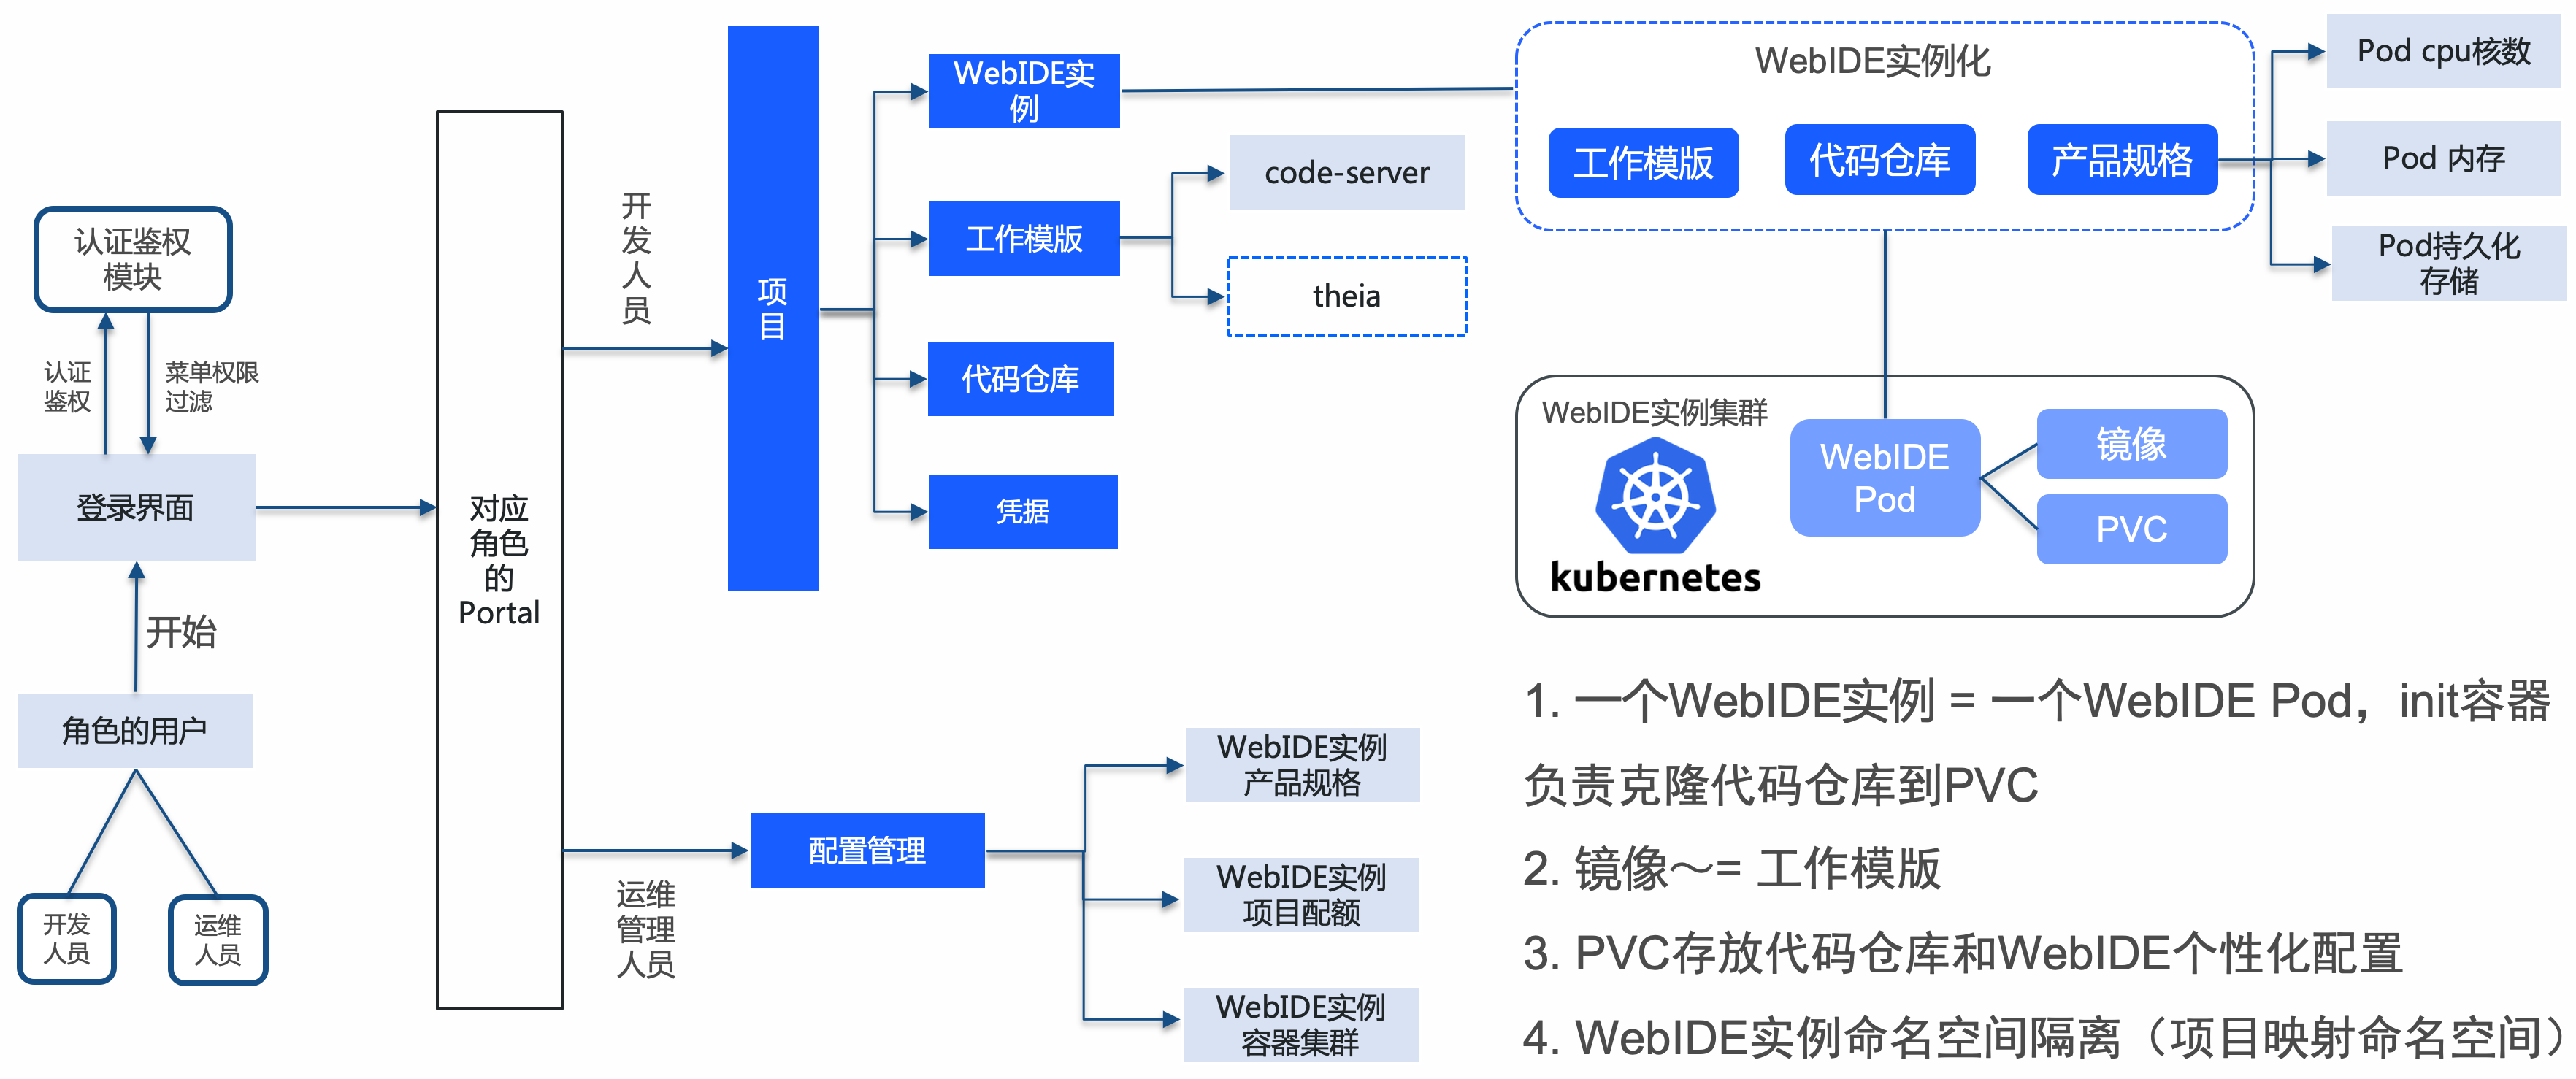 认证鉴权
模块
认证
鉴权
菜单权限
过滤
登录界面
开始
角色的用户
开发
人员
运维
人员
对应
角色
的
Portal
开
发
人
员
运维
管理
人员
项
目
WebIDE实
例
工作模版
代码仓库
凭据
code-server
theia
配置管理
WebIDE实例
产品规格
WebIDE实例
项目配额
WebIDE实例
容器集群
WebIDE实例化
工作模版
代码仓库
产品规格
Pod cpu核数
Pod 内存
Pod持久化
存储
WebIDE实例集群
kubernetes
WebIDE
Pod
镜像
PVC
1. 一个WebIDE实例 = 一个WebIDE Pod，init容器
负责克隆代码仓库到PVC
2. 镜像～= 工作模版
3. PVC存放代码仓库和WebIDE个性化配置
4. WebIDE实例命名空间隔离（项目映射命名空间）